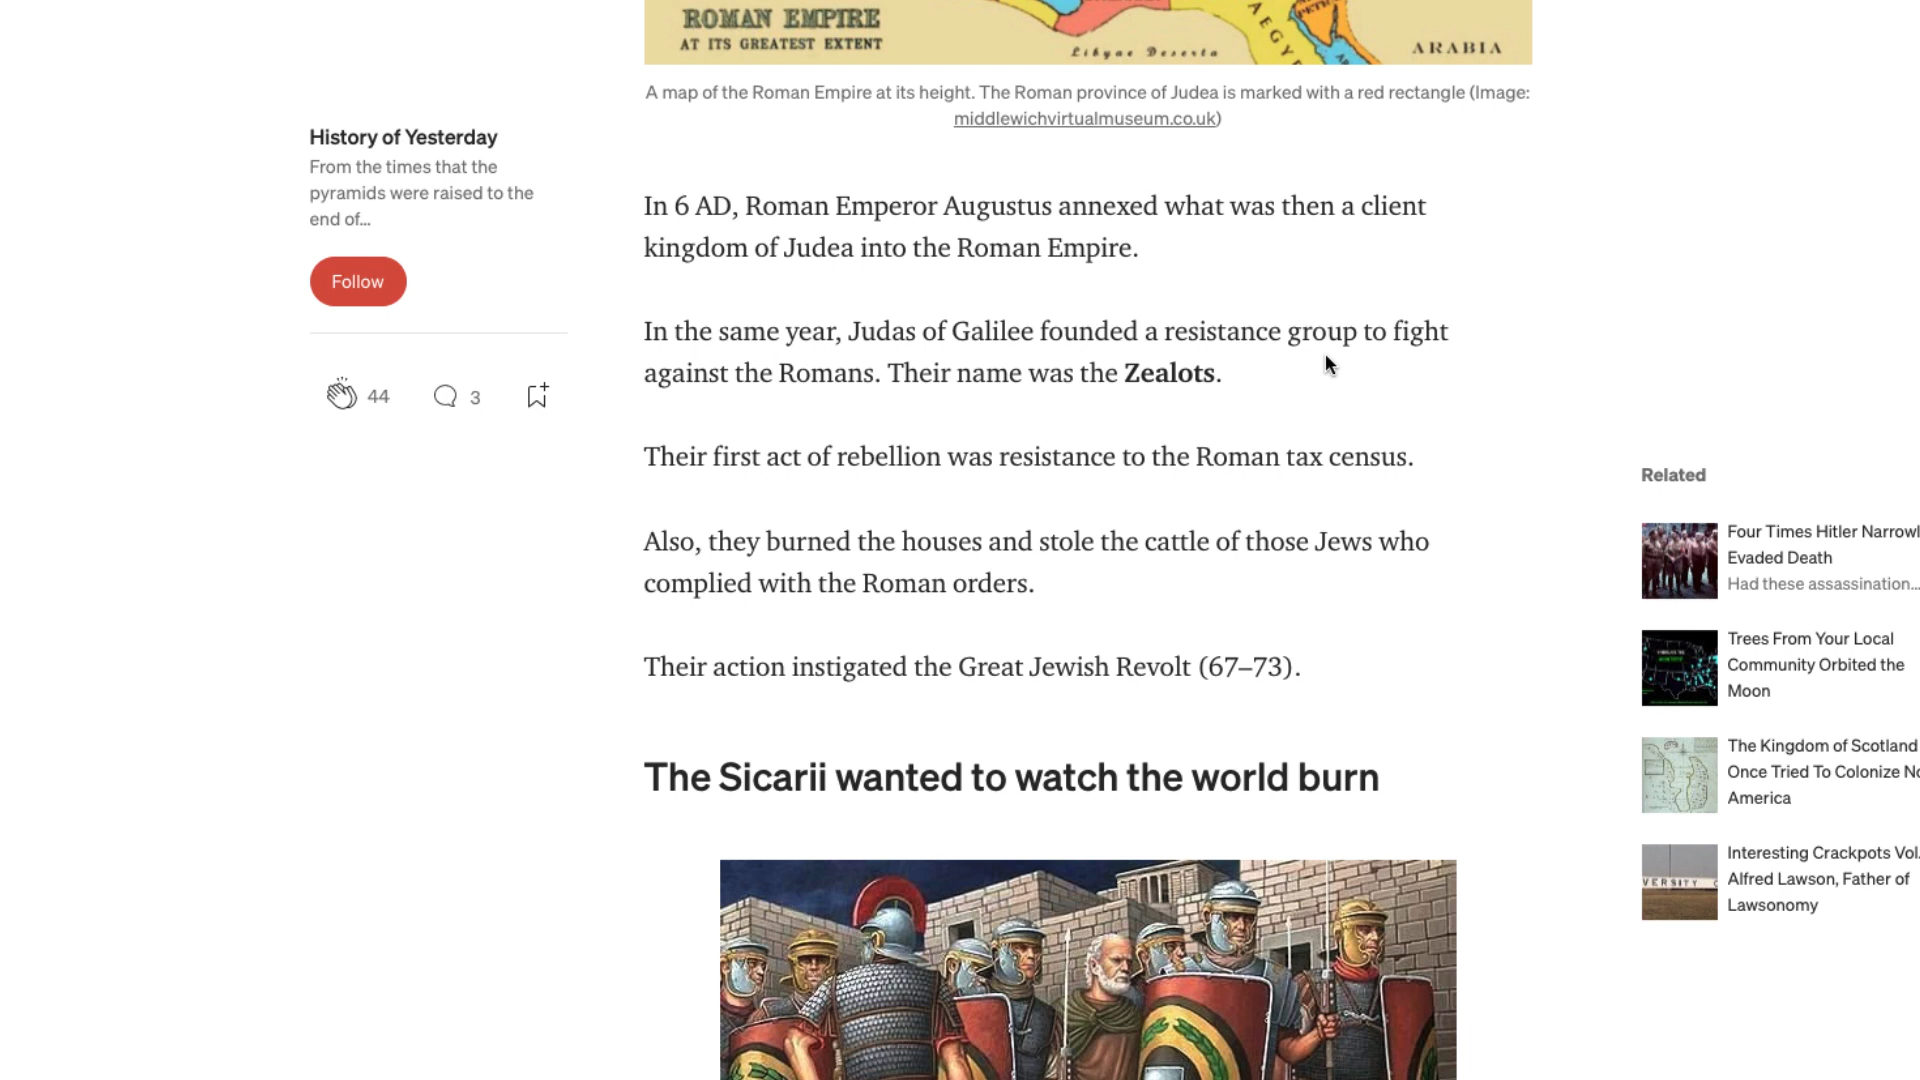 ROMAN EMPIRE
AT ITS GREATEST EXTENT
Libyae Deserta
AEGY
ARABIA
A map of the Roman Empire at its height. The Roman province of Judea is marked with a red rectangle (Image:
middlewichvirtualmuseum.co.uk)
History of Yesterday
From the times that the
pyramids were raised to the
end of...
Follow
44
3
In 6 AD, Roman Emperor Augustus annexed what was then a client
kingdom of Judea into the Roman Empire.
In the same year, Judas of Galilee founded a resistance group to fight
against the Romans. Their name was the Zealots.
Their first act of rebellion was resistance to the Roman tax census.
Also, they burned the houses and stole the cattle of those Jews who
complied with the Roman orders.
Their action instigated the Great Jewish Revolt (67–73).
The Sicarii wanted to watch the world burn
Related
Four Times Hitler Narrowl
Evaded Death
Had these assassination...
Trees From Your Local
Community Orbited the
Moon
The Kingdom of Scotland
Once Tried To Colonize No
America
Interesting Crackpots Vol.
Alfred Lawson, Father of
Lawsonomy
VERSITY